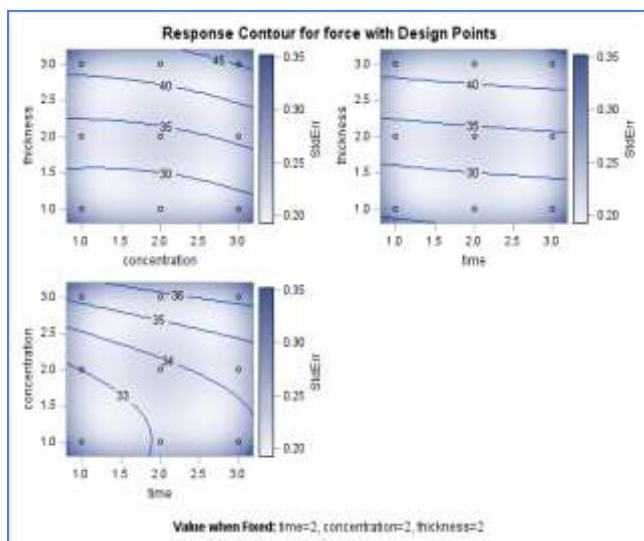 Response Contour for force with Design Points
thickness
3.0
2.5
2.0
1.5
1.0
45
40
35
30
1.0 1.5 2.0 2.5 3.0
concentration
0.35
0.30
0.25
0.20
StdErr
thickness
3.0
2.5
2.0
1.5
1.0
40
35
30
1.0 1.5 2.0 2.5 3.0
time
0.35
0.30
0.25
0.20
StdErr
concentration
3.0
2.5
2.0
1.5
1.0
36
35
34
33
1.0 1.5 2.0 2.5 3.0
time
0.35
0.30
0.25
0.20
StdErr
Value when Fixed: time=2, concentration=2, thickness=2